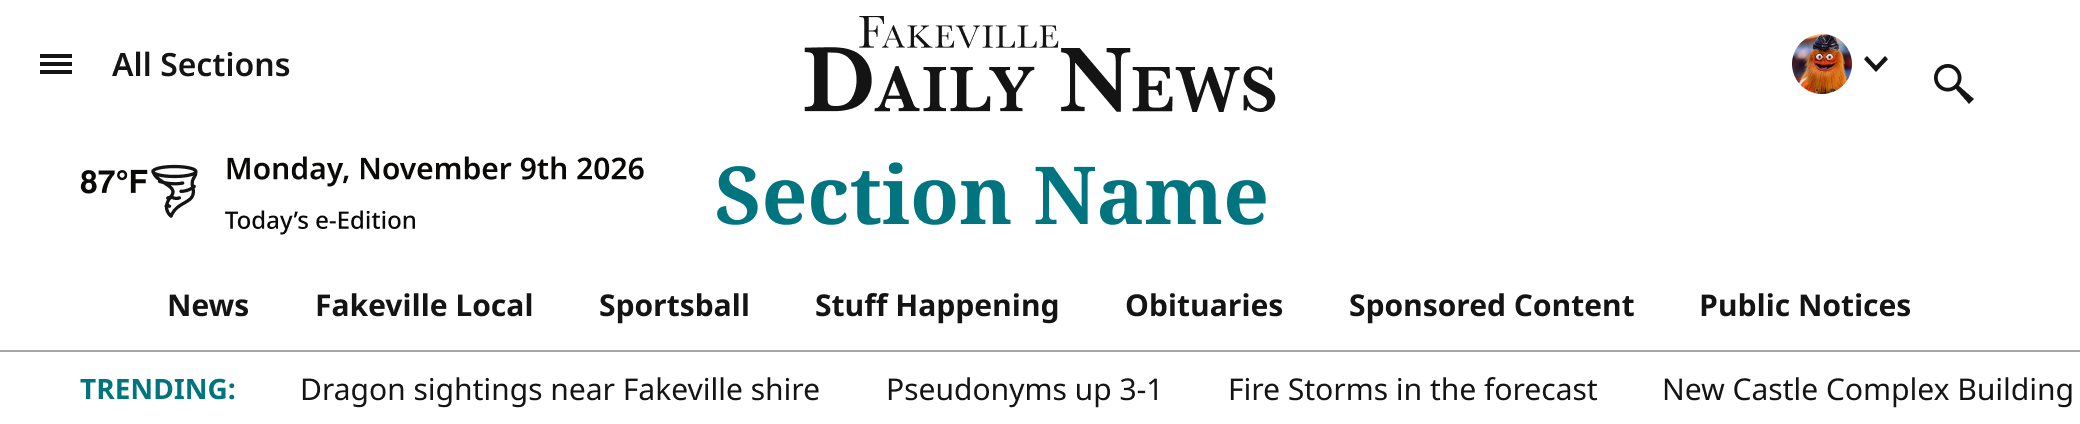 All Sections
FAKEVILLE
DAILY NEWS
87°F
Monday, November 9th 2026
Today’s e-Edition
Section Name
News Fakeville Local Sportsball Stuff Happening Obituaries Sponsored Content Public Notices
TRENDING: Dragon sightings near Fakeville shire Pseudonyms up 3-1 Fire Storms in the forecast New Castle Complex Building